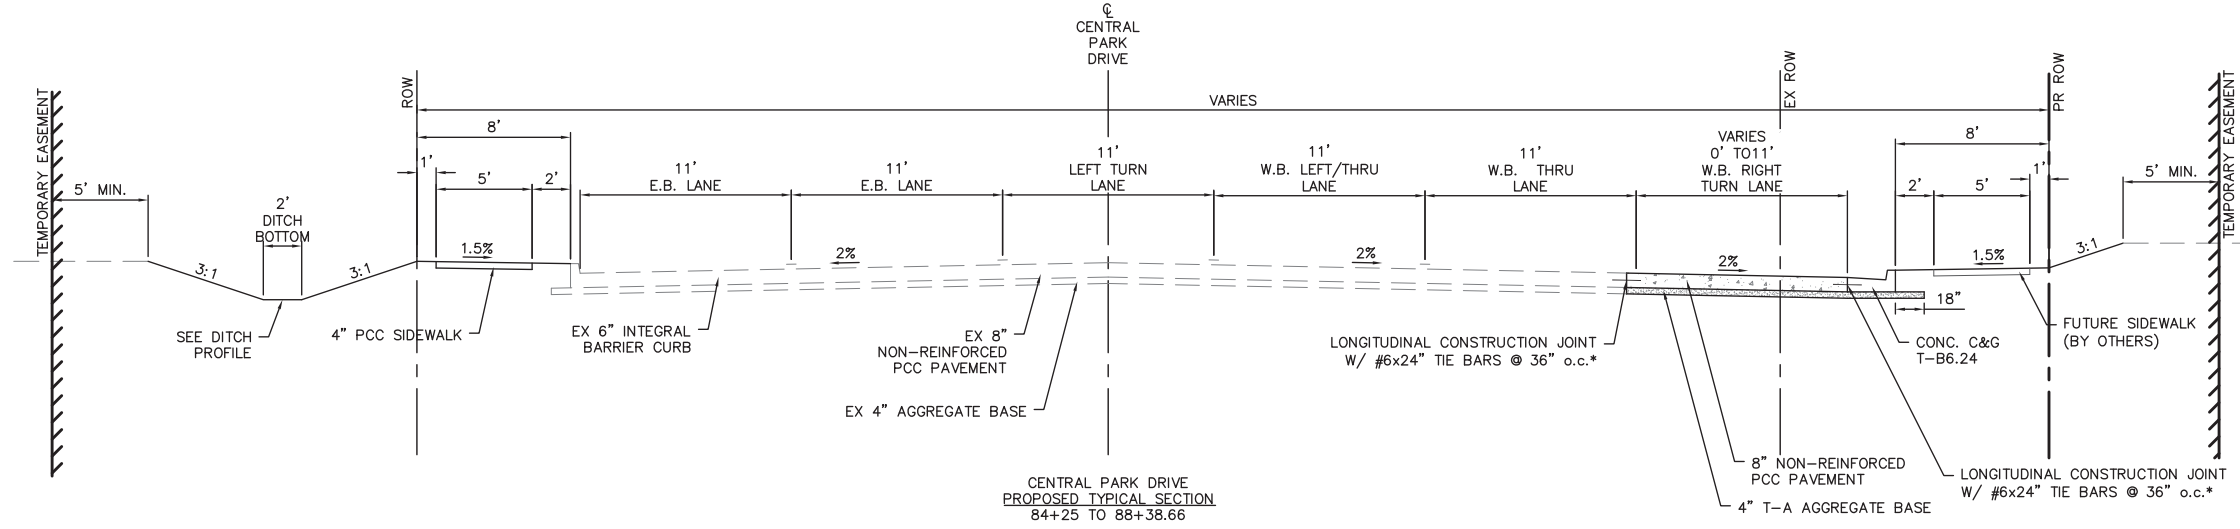 ℄
CENTRAL
PARK
DRIVE
TEMPORARY EASEMENT
ROW
VARIES
EX ROW
PR ROW
TEMPORARY EASEMENT
5' MIN.
2'
DITCH
BOTTOM
8'
1'
5'
2'
11'
E.B. LANE
11'
E.B. LANE
11'
LEFT TURN
LANE
11'
W.B. LEFT/THRU
LANE
11'
W.B. THRU
LANE
VARIES
0' TO11'
W.B. RIGHT
TURN LANE
8'
2'
5'
1'
5' MIN.
3:1
3:1
1.5%
2%
2%
2%
1.5%
3:1
18"
SEE DITCH
PROFILE
4" PCC SIDEWALK
EX 6" INTEGRAL
BARRIER CURB
EX 8"
NON-REINFORCED
PCC PAVEMENT
EX 4" AGGREGATE BASE
LONGITUDINAL CONSTRUCTION JOINT
W/ #6x24" TIE BARS @ 36" o.c.*
CONC. C&G
T-B6.24
FUTURE SIDEWALK
(BY OTHERS)
8" NON-REINFORCED
PCC PAVEMENT
4" T-A AGGREGATE BASE
LONGITUDINAL CONSTRUCTION JOINT
W/ #6x24" TIE BARS @ 36" o.c.*
CENTRAL PARK DRIVE
PROPOSED TYPICAL SECTION
84+25 TO 88+38.66